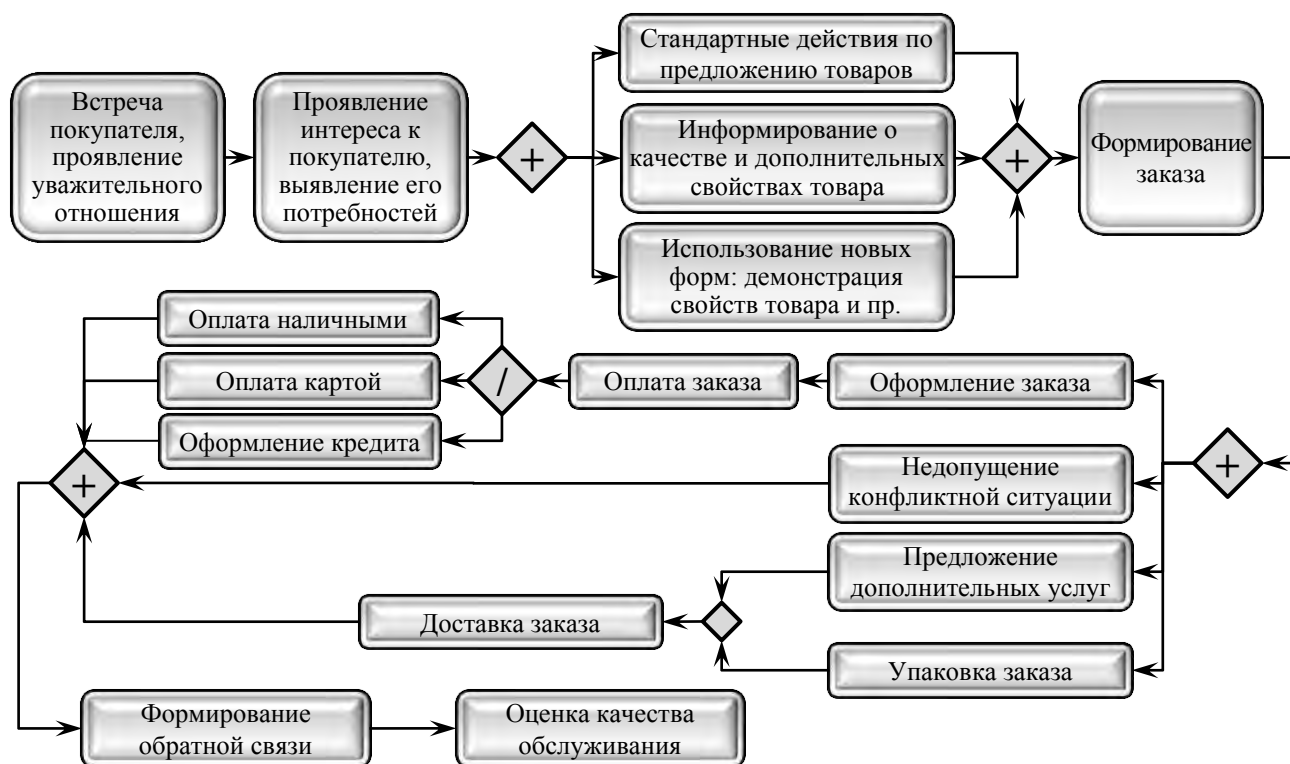 Встреча
покупателя,
проявление
уважительного
отношения
Проявление
интереса к
покупателю,
выявление его
потребностей
+
Стандартные действия по
предложению товаров
Информирование о
качестве и дополнительных
свойствах товара
Использование новых
форм: демонстрация
свойств товара и пр.
+
Формирование
заказа
+
Оформление заказа
Оплата заказа
/
Оплата наличными
Оплата картой
Оформление кредита
Недопущение
конфликтной ситуации
Предложение
дополнительных услуг
Упаковка заказа
Доставка заказа
+
Формирование
обратной связи
Оценка качества
обслуживания